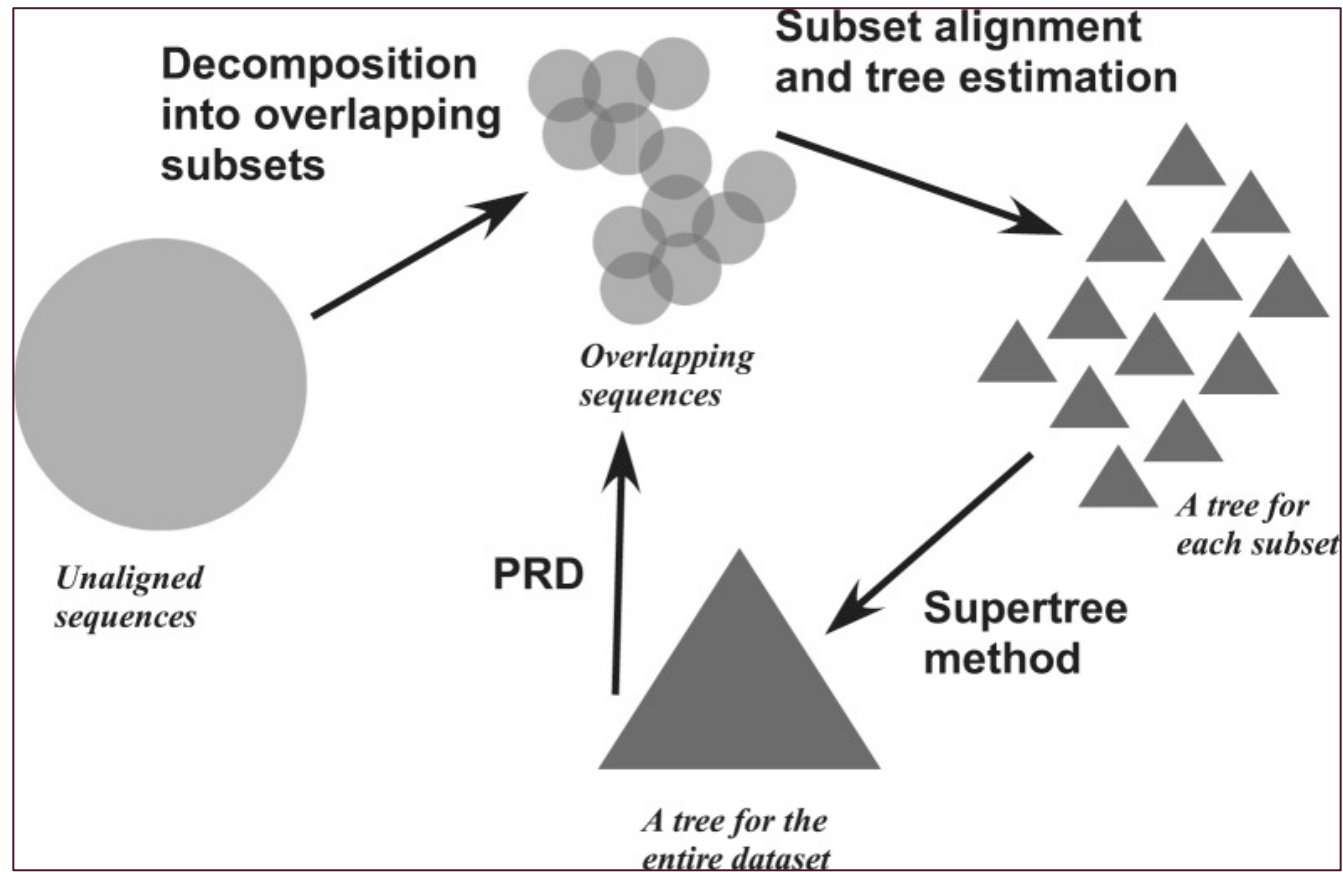 Decomposition
into overlapping
subsets
Subset alignment
and tree estimation
Overlapping
sequences
Unaligned
sequences
A tree for
each subset
PRD
Supertree
method
A tree for the
entire dataset